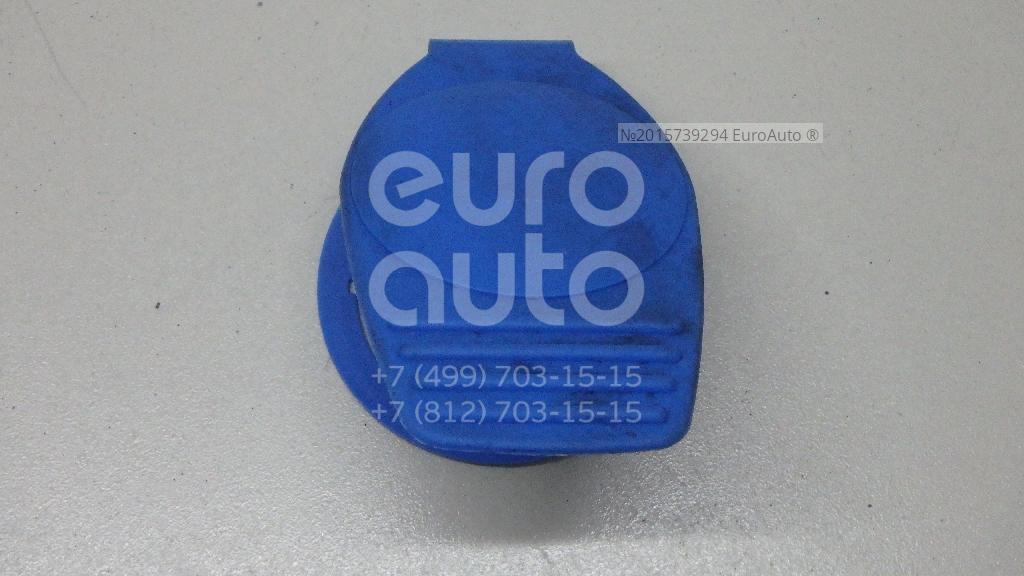 №2015739294 EuroAuto ®
euro
auto
+7 (499) 703-15-15
+7 (812) 703-15-15